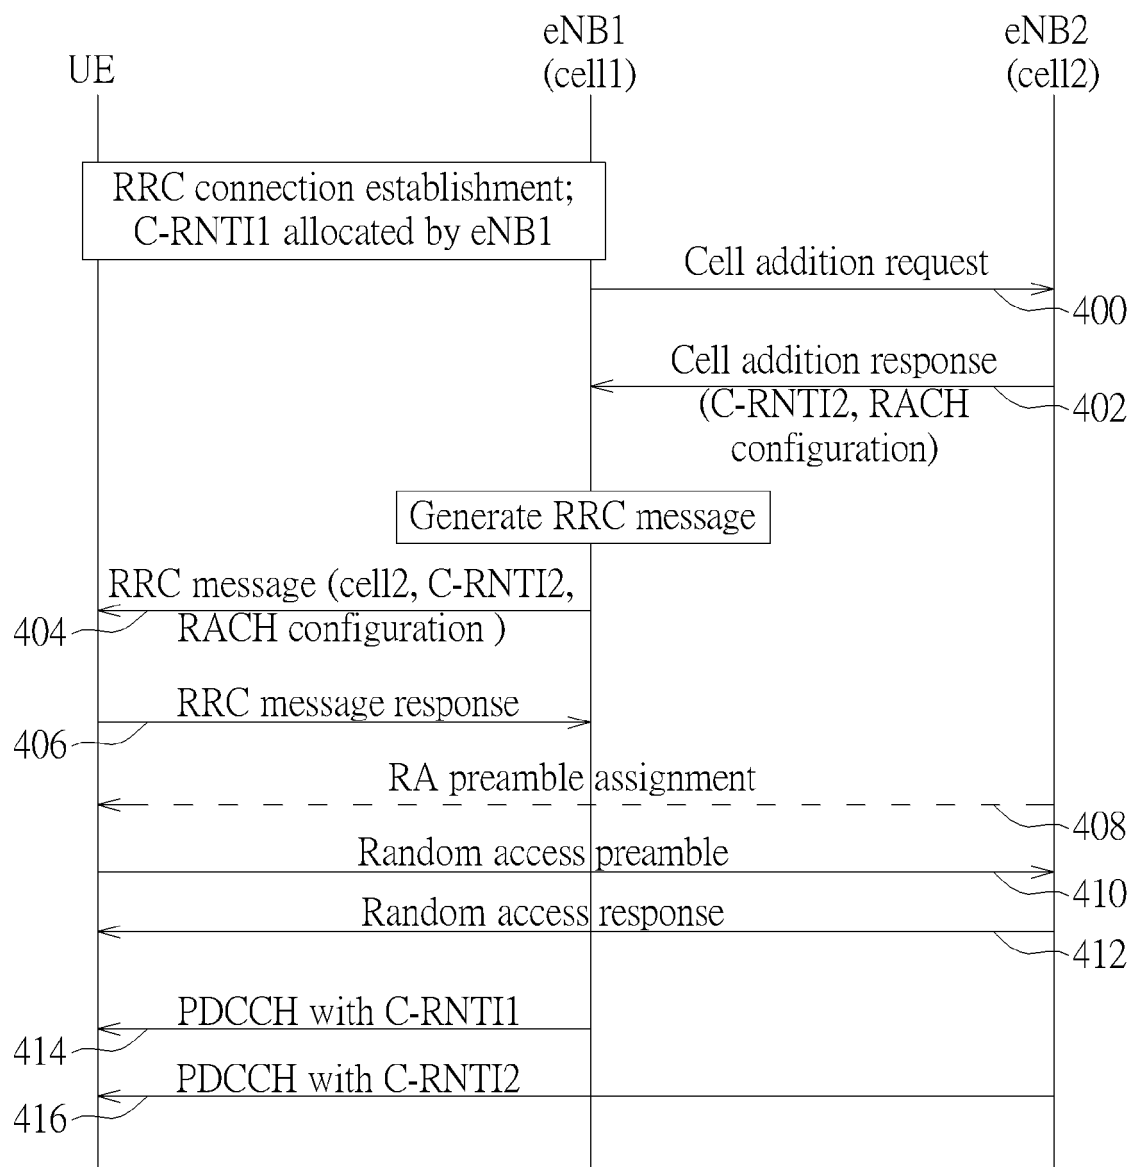 UE
eNB1
(cell1)
eNB2
(cell2)
RRC connection establishment;
C-RNTI1 allocated by eNB1
Cell addition request
400
Cell addition response
(C-RNTI2, RACH
configuration)
402
Generate RRC message
RRC message (cell2, C-RNTI2,
RACH configuration )
404
RRC message response
406
RA preamble assignment
408
Random access preamble
410
Random access response
412
PDCCH with C-RNTI1
414
PDCCH with C-RNTI2
416